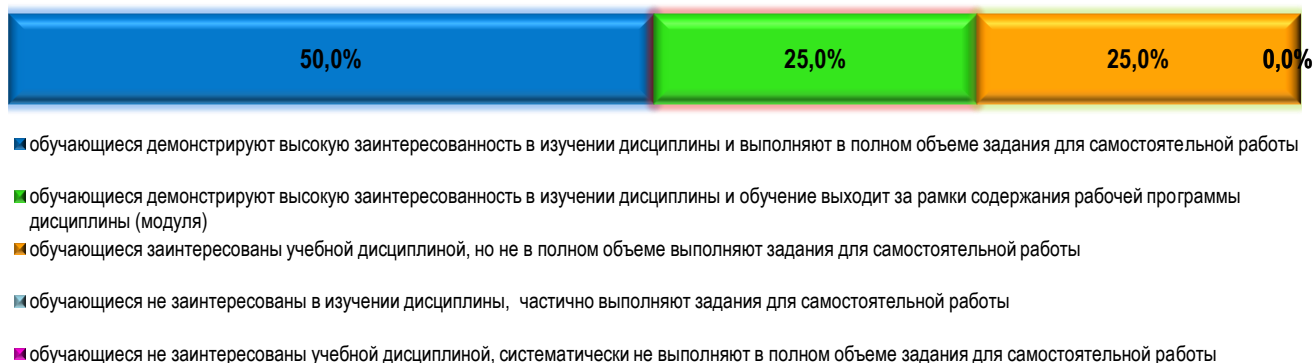 50,0% 25,0% 25,0% 0,0%
обучающиеся демонстрируют высокую заинтересованность в изучении дисциплины и выполняют в полном объеме задания для самостоятельной работы
обучающиеся демонстрируют высокую заинтересованность в изучении дисциплины и обучение выходит за рамки содержания рабочей программы
дисциплины (модуля)
обучающиеся заинтересованы учебной дисциплиной, но не в полном объеме выполняют задания для самостоятельной работы
обучающиеся не заинтересованы в изучении дисциплины, частично выполняют задания для самостоятельной работы
обучающиеся не заинтересованы учебной дисциплиной, систематически не выполняют в полном объеме задания для самостоятельной работы